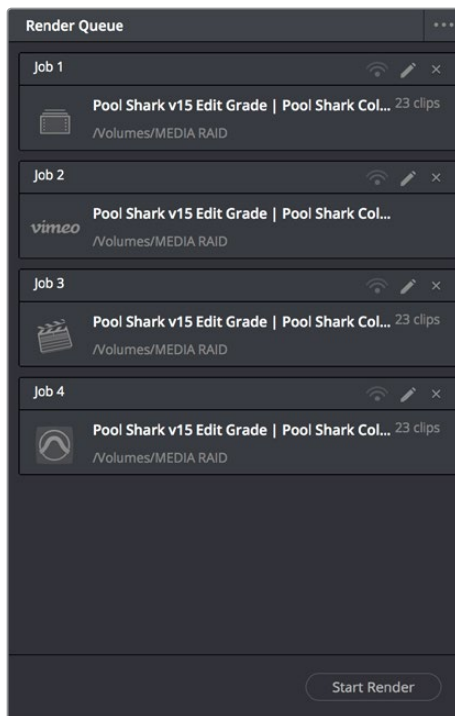 Render Queue
Job 1
Pool Shark v15 Edit Grade | Pool Shark Col... 23 clips
/Volumes/MEDIA RAID
Job 2
vimeo
Pool Shark v15 Edit Grade | Pool Shark Col...
/Volumes/MEDIA RAID
Job 3
Pool Shark v15 Edit Grade | Pool Shark Col... 23 clips
/Volumes/MEDIA RAID
Job 4
Pool Shark v15 Edit Grade | Pool Shark Col... 23 clips
/Volumes/MEDIA RAID
Start Render